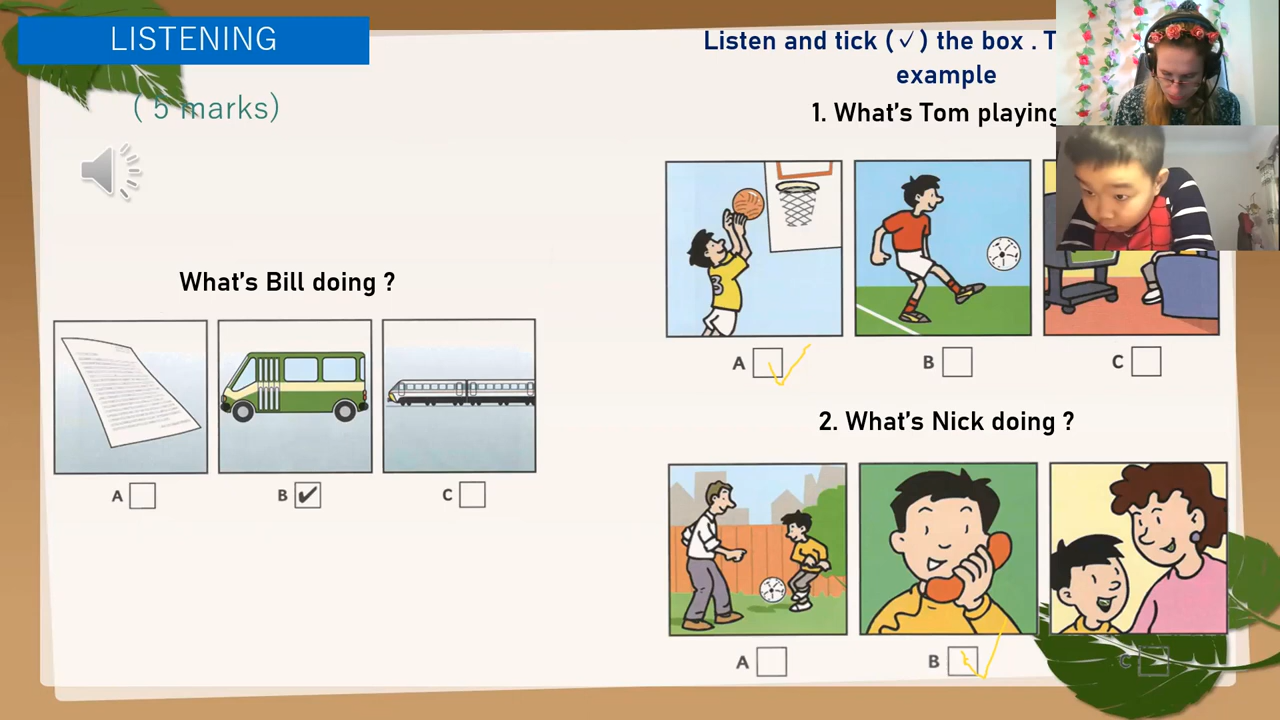 LISTENING
( 5 marks)
What's Bill doing ?
A
B ✓
C
Listen and tick (✓) the box . T
example
1. What's Tom playing
3
A
B
C
2. What's Nick doing ?
A
B
C